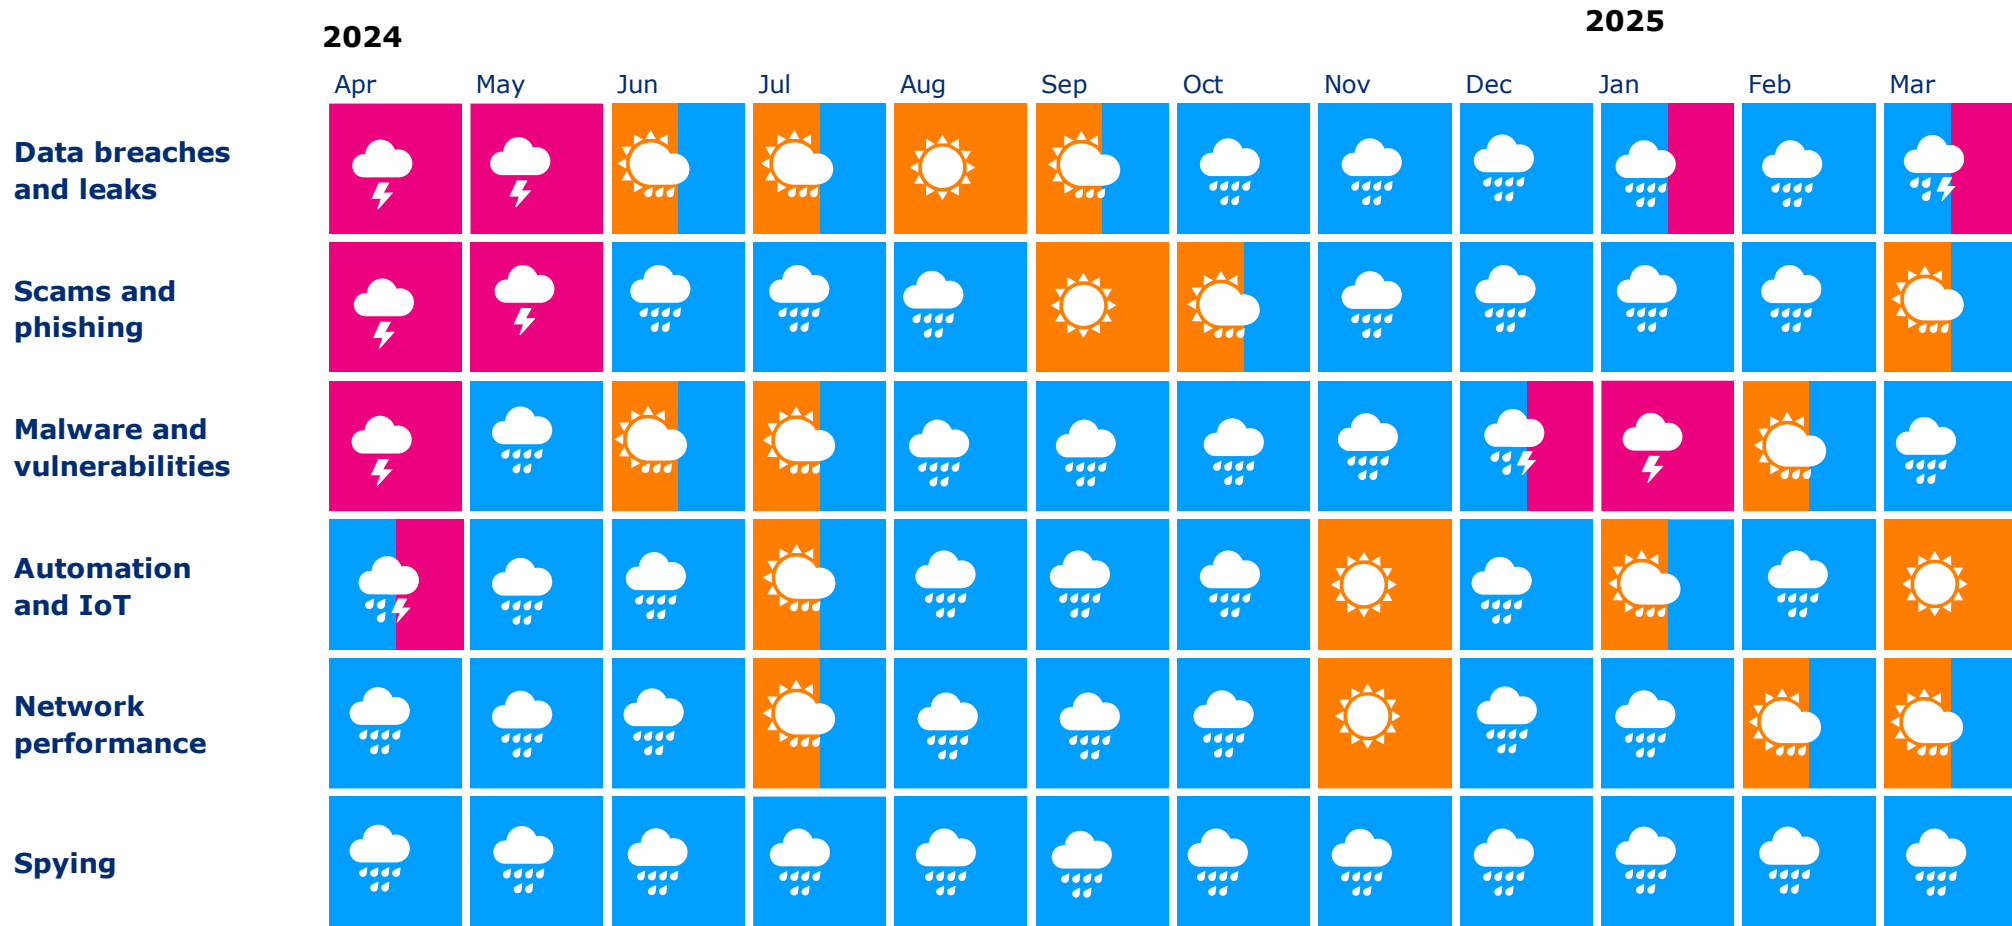 2024
2025
Apr May Jun Jul Aug Sep Oct Nov Dec Jan Feb Mar
Data breaches
and leaks
Scams and
phishing
Malware and
vulnerabilities
Automation
and IoT
Network
performance
Spying